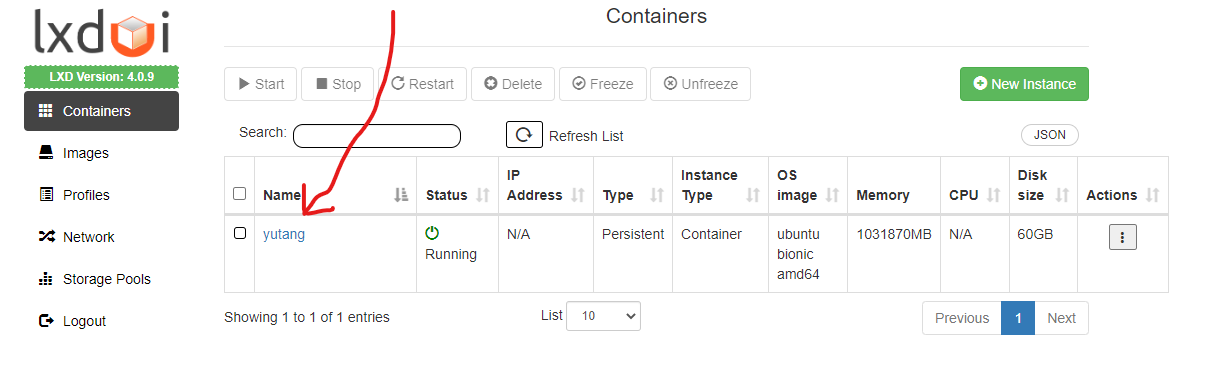 lxdui
Containers
LXD Version: 4.0.9
Containers
Images
Profiles
Network
Storage Pools
Logout
Start Stop Restart Delete Freeze Unfreeze New Instance
Search: Refresh List JSON
Name Status IP Address Type Instance Type OS image Memory CPU Disk size Actions
yutang Running N/A Persistent Container ubuntu bionic amd64 1031870MB N/A 60GB
Showing 1 to 1 of 1 entries List 10 Previous 1 Next